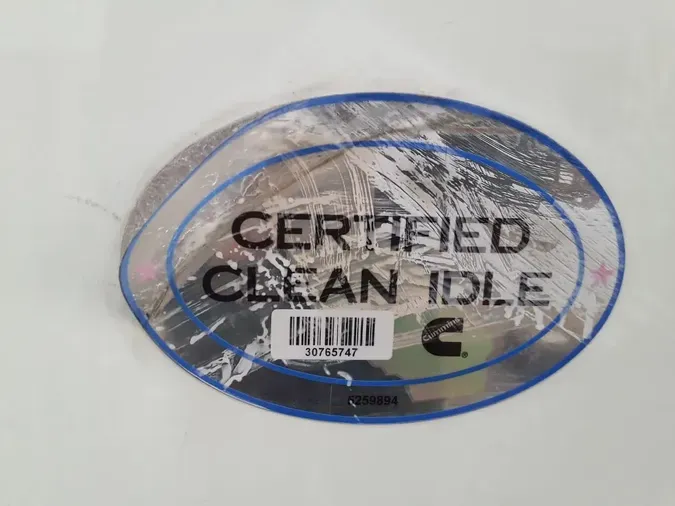 CERTIFIED
CLEAN IDLE
30765747
Cummins
®
5259894